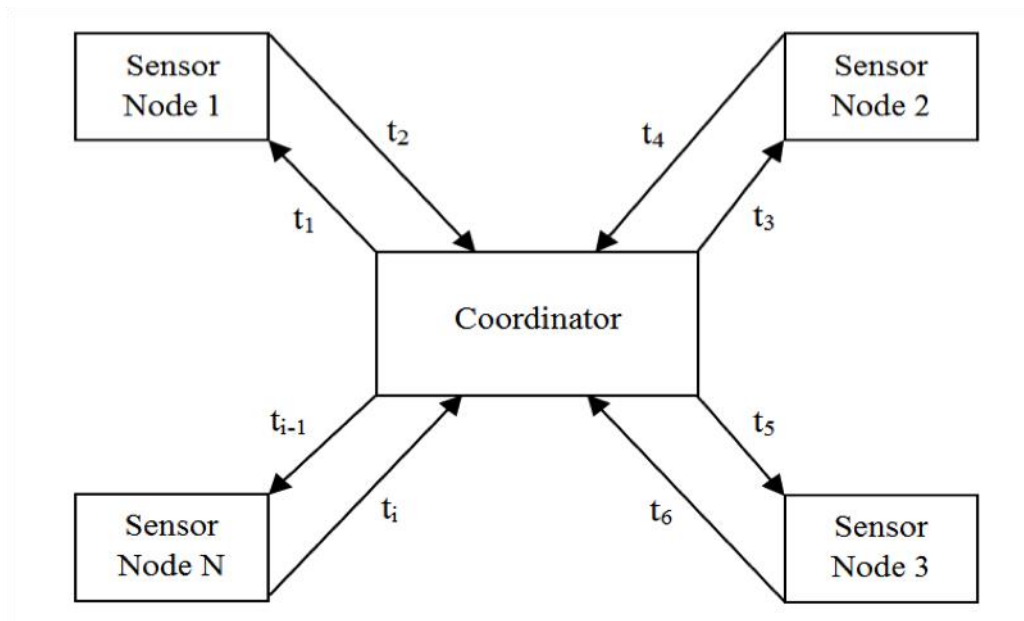 Sensor
Node 1
Sensor
Node 2
t₂
t₄
t₁
t₃
Coordinator
tᵢ₋₁
t₅
tᵢ
t₆
Sensor
Node N
Sensor
Node 3